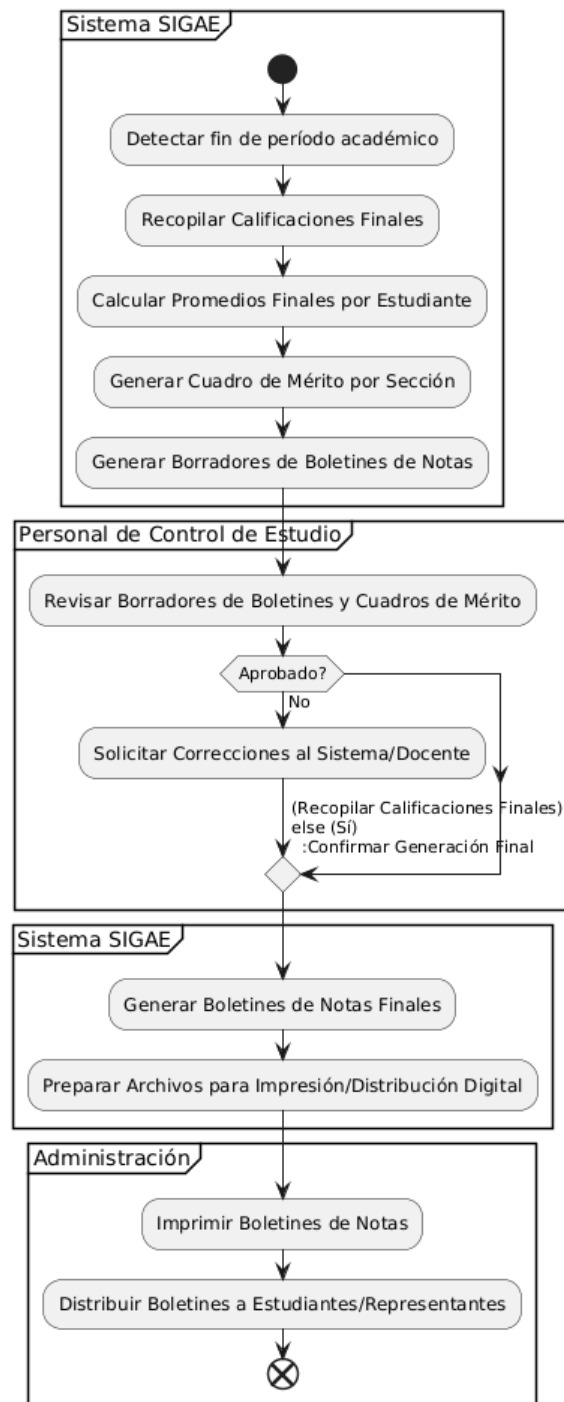 Sistema SIGAE
Detectar fin de período académico
Recopilar Calificaciones Finales
Calcular Promedios Finales por Estudiante
Generar Cuadro de Mérito por Sección
Generar Borradores de Boletines de Notas
Personal de Control de Estudio
Revisar Borradores de Boletines y Cuadros de Mérito
Aprobado?
No
Solicitar Correcciones al Sistema/Docente
(Recopilar Calificaciones Finales)
else (Sí)
:Confirmar Generación Final
Sistema SIGAE
Generar Boletines de Notas Finales
Preparar Archivos para Impresión/Distribución Digital
Administración
Imprimir Boletines de Notas
Distribuir Boletines a Estudiantes/Representantes